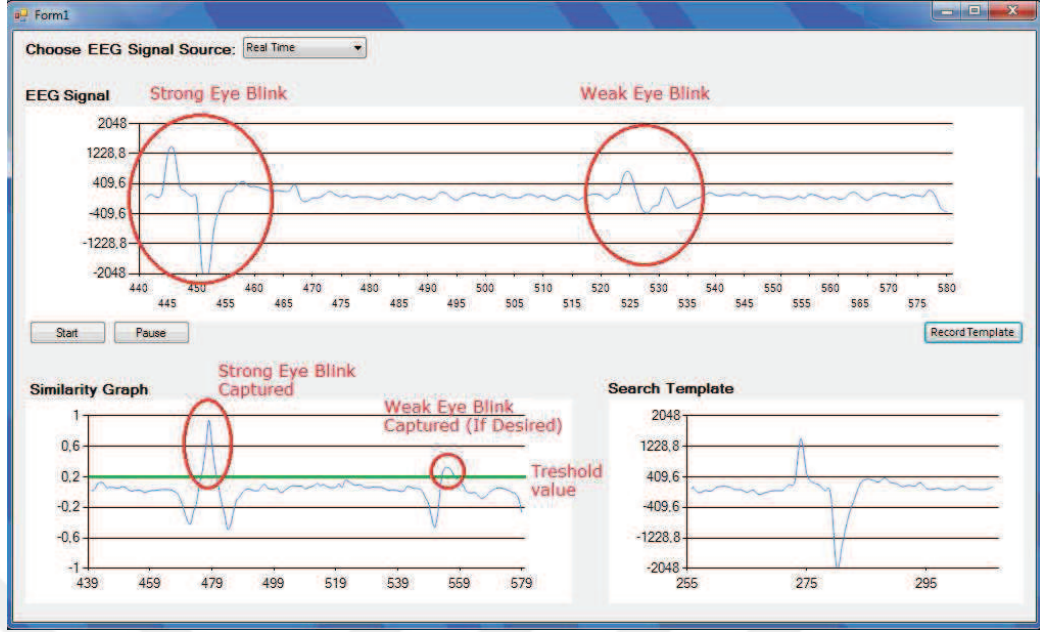 Form1
Choose EEG Signal Source: Real Time
EEG Signal
Strong Eye Blink
Weak Eye Blink
2048
1228,8
409,6
-409,6
-1228,8
-2048
440 450 460 470 480 490 500 510 520 530 540 550 560 570 580
445 455 465 475 485 495 505 515 525 535 545 555 565 575
Start
Pause
Record Template
Similarity Graph
Strong Eye Blink
Captured
Weak Eye Blink
Captured (If Desired)
Treshold
value
1
0,6
0,2
-0,2
-0,6
-1
439 459 479 499 519 539 559 579
Search Template
2048
1228,8
409,6
-409,6
-1228,8
-2048
255 275 295